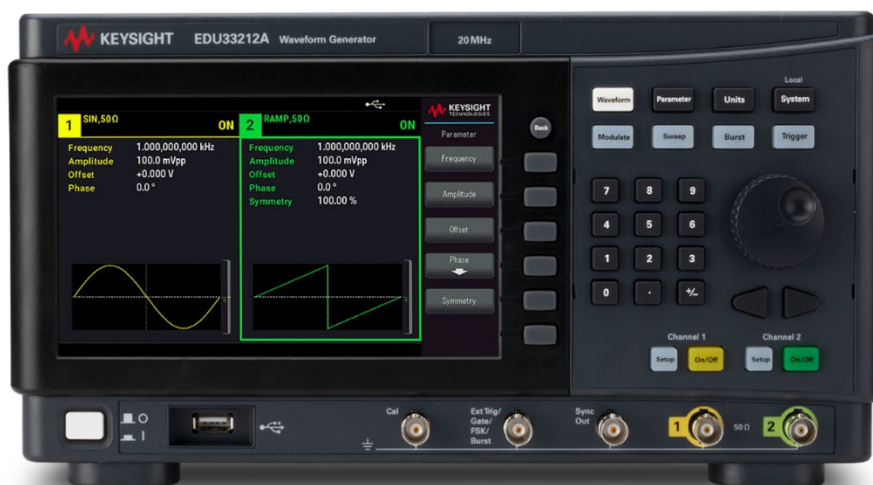 KEYSIGHT EDU33212A Waveform Generator 20 MHz
1 SIN,50Ω ON
Frequency 1.000,000,000 kHz
Amplitude 100.0 mVpp
Offset +0.000 V
Phase 0.0 °
2 RAMP,50Ω ON
Frequency 1.000,000,000 kHz
Amplitude 100.0 mVpp
Offset +0.000 V
Phase 0.0 °
Symmetry 100.00 %
KEYSIGHT
TECHNOLOGIES
Parameter
Frequency
Amplitude
Offset
Phase
Symmetry
Back
Local
Waveform Parameter Units System
Modulate Sweep Burst Trigger
7 8 9
4 5 6
1 2 3
0 . +/-
Channel 1 Channel 2
Setup On/Off Setup On/Off
Cal
Ext Trig/
Gate/
FSK/
Burst
Sync
Out
1 50 Ω 2